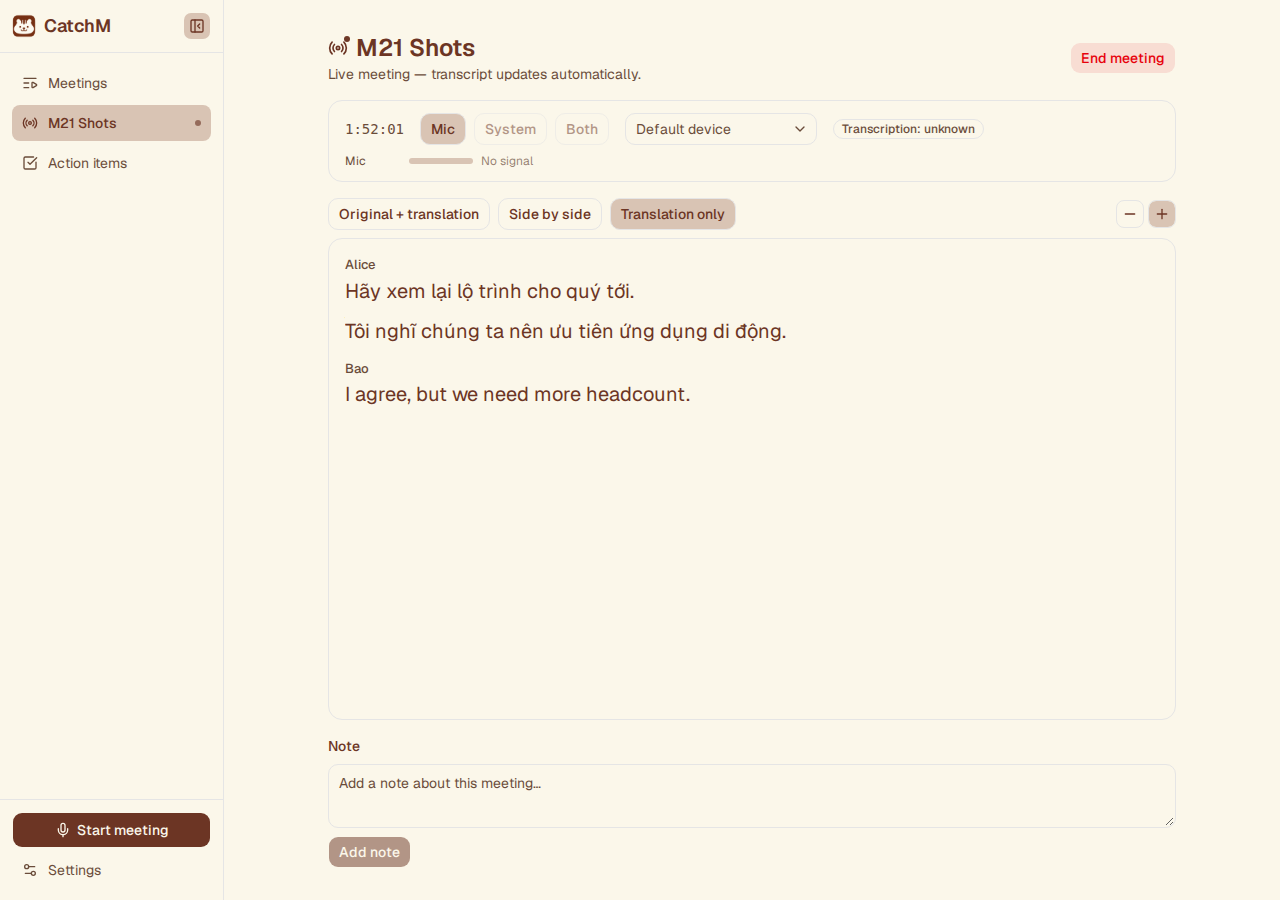 CatchM
Meetings
M21 Shots
Action items
Start meeting
Settings
M21 Shots
Live meeting — transcript updates automatically.
End meeting
1:52:01 Mic System Both Default device Transcription: unknown
Mic No signal
Original + translation Side by side Translation only
Alice
Hãy xem lại lộ trình cho quý tới.
Tôi nghĩ chúng ta nên ưu tiên ứng dụng di động.
Bao
I agree, but we need more headcount.
Note
Add a note about this meeting…
Add note